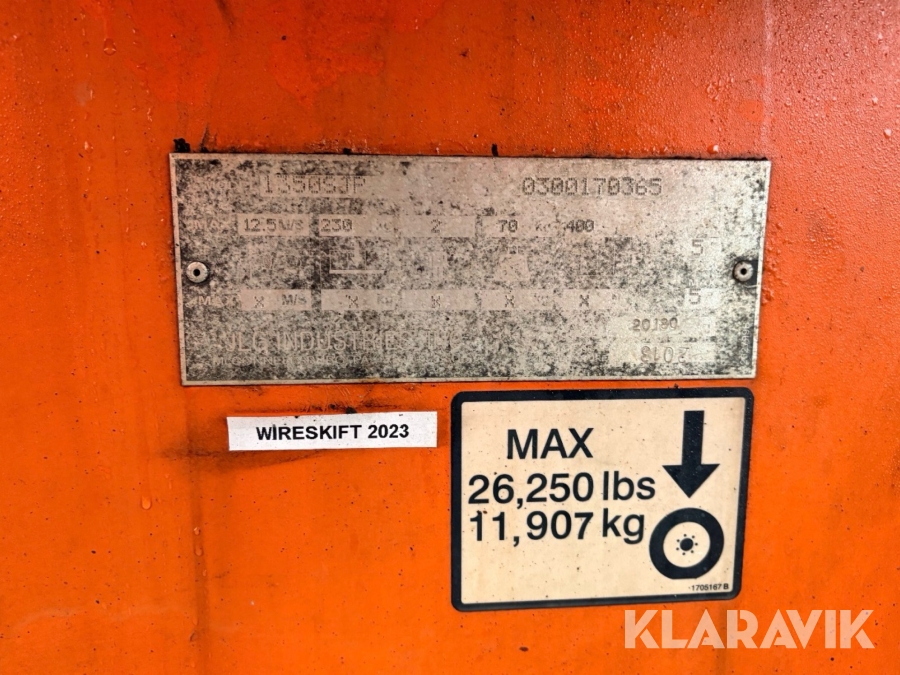 1350SJP 0300170365
12.5 M/S 230 2 70 400
5
X M/S X X X X 5
20190
JLG INDUSTRIES
WIRESKIFT 2023
MAX
26,250 lbs
11,907 kg
1705167 B
KLARAVIK